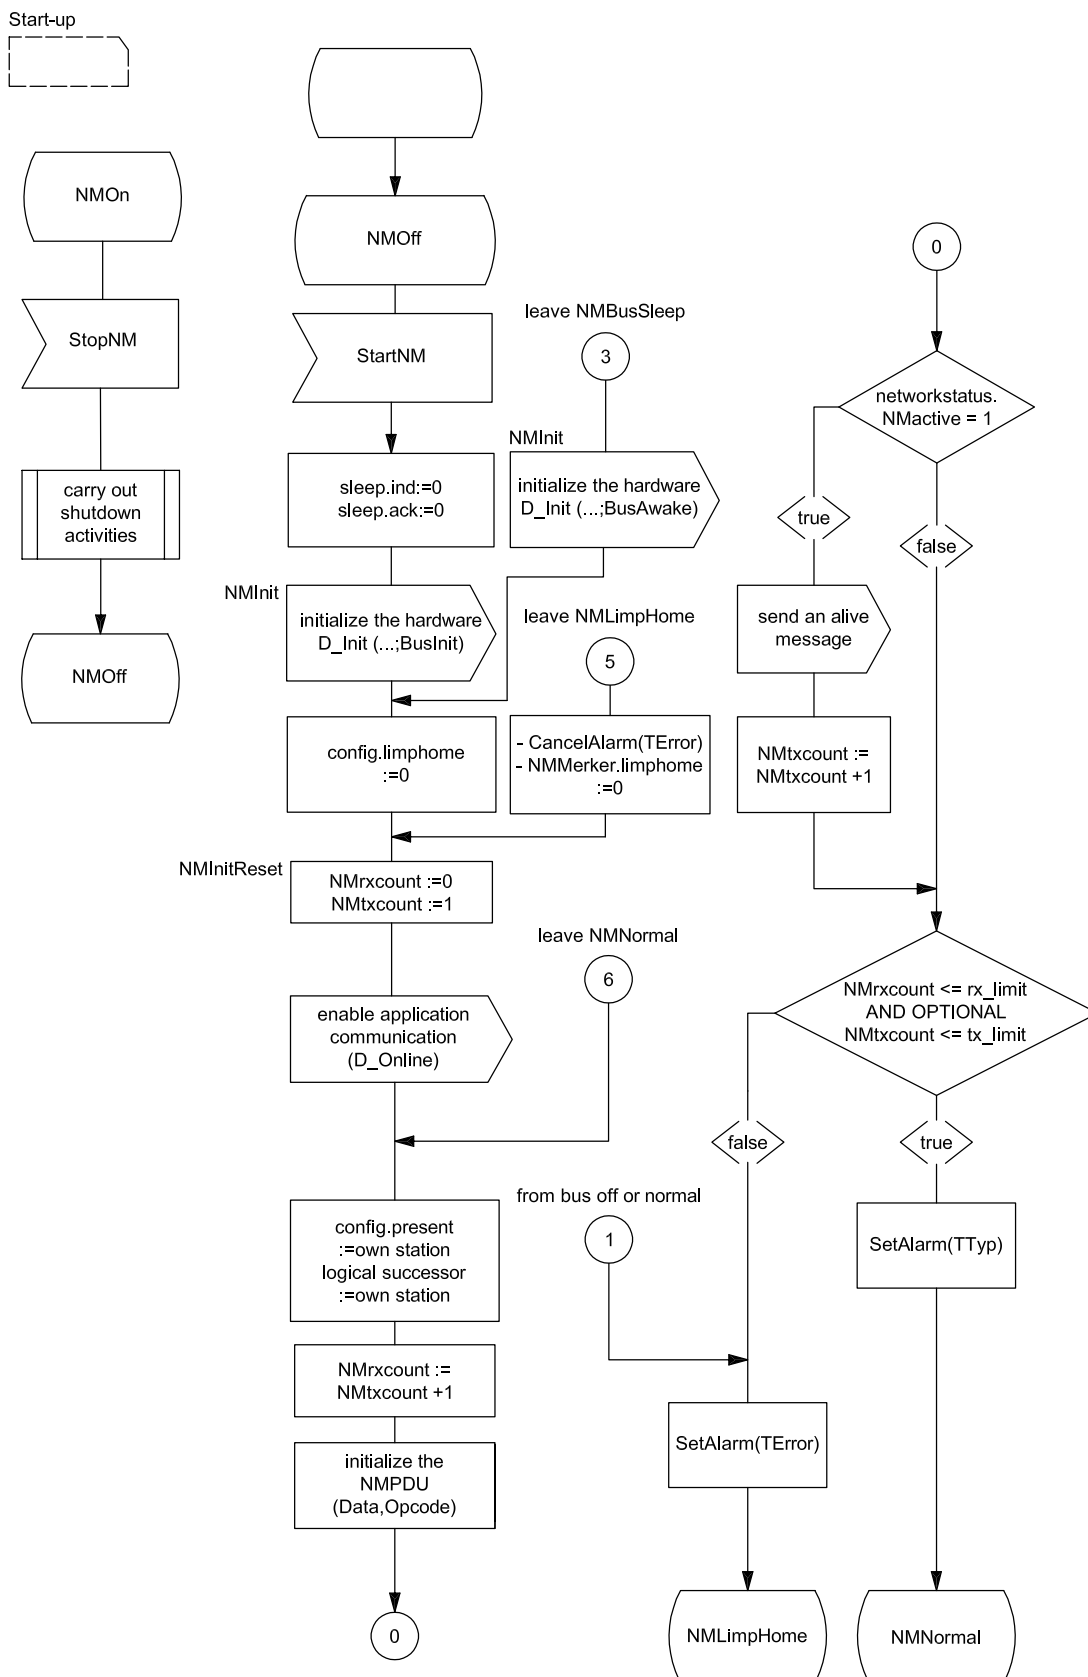 Start-up
NMOn
StopNM
carry out
shutdown
activities
NMOff
NMOff
StartNM
sleep.ind:=0
sleep.ack:=0
NMInit
initialize the hardware
D_Init (...;BusInit)
config.limphome
:=0
NMInitReset
NMrxcount :=0
NMtxcount :=1
enable application
communication
(D_Online)
config.present
:=own station
logical successor
:=own station
NMrxcount :=
NMtxcount +1
initialize the
NMPDU
(Data,Opcode)
0
leave NMBusSleep
3
NMInit
initialize the hardware
D_Init (...;BusAwake)
leave NMLimpHome
5
- CancelAlarm(TError)
- NMMerker.limphome
:=0
leave NMNormal
6
from bus off or normal
1
0
networkstatus.
NMactive = 1
true
false
send an alive
message
NMtxcount :=
NMtxcount +1
NMrxcount <= rx_limit
AND OPTIONAL
NMtxcount <= tx_limit
false
true
SetAlarm(TTyp)
SetAlarm(TError)
NMLimpHome
NMNormal